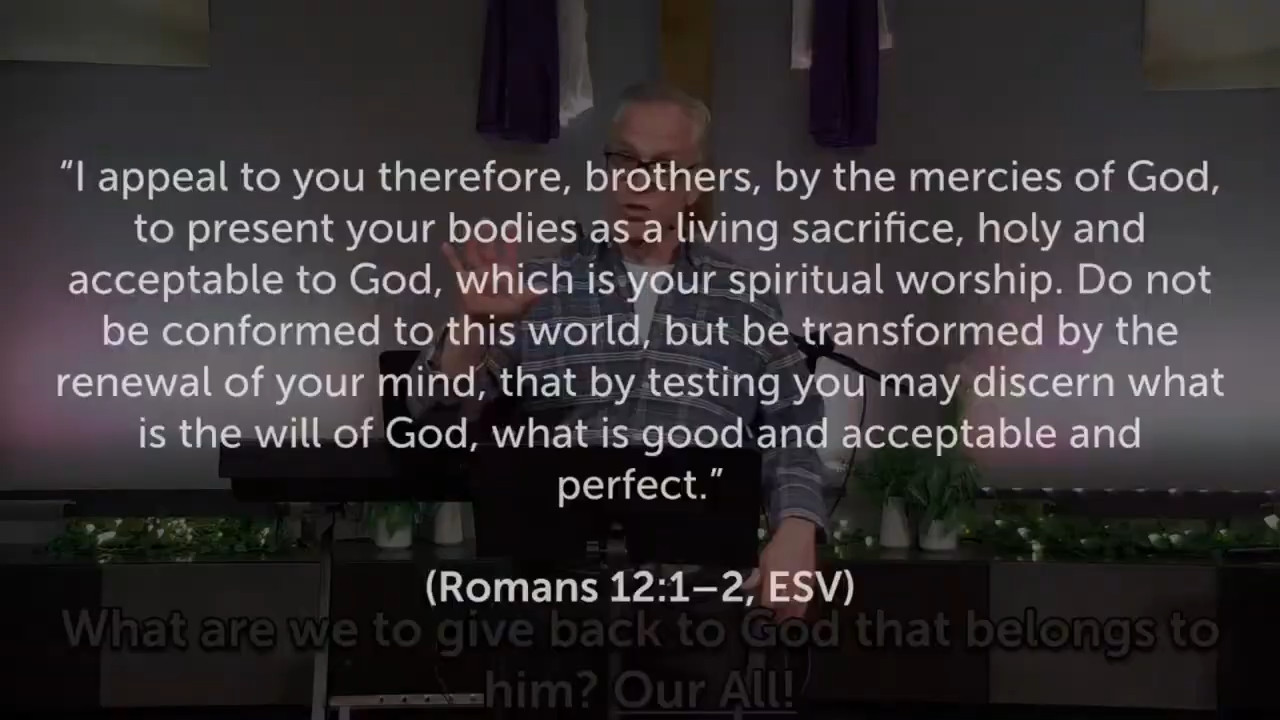 “I appeal to you therefore, brothers, by the mercies of God,
to present your bodies as a living sacrifice, holy and
acceptable to God, which is your spiritual worship. Do not
be conformed to this world, but be transformed by the
renewal of your mind, that by testing you may discern what
is the will of God, what is good and acceptable and
perfect.”
(Romans 12:1–2, ESV)
What are we to give back to God that belongs to
him? Our All!